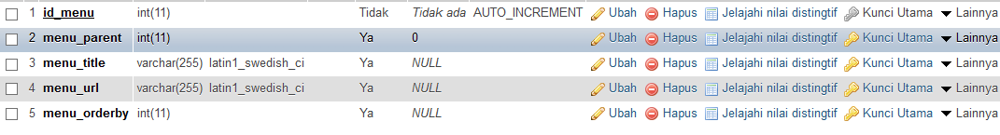 1 id_menu int(11) Tidak Tidak ada AUTO_INCREMENT Ubah Hapus Jelajahi nilai distingtif Kunci Utama Lainnya
2 menu_parent int(11) Ya 0 Ubah Hapus Jelajahi nilai distingtif Kunci Utama Lainnya
3 menu_title varchar(255) latin1_swedish_ci Ya NULL Ubah Hapus Jelajahi nilai distingtif Kunci Utama Lainnya
4 menu_url varchar(255) latin1_swedish_ci Ya NULL Ubah Hapus Jelajahi nilai distingtif Kunci Utama Lainnya
5 menu_orderby int(11) Ya NULL Ubah Hapus Jelajahi nilai distingtif Kunci Utama Lainnya